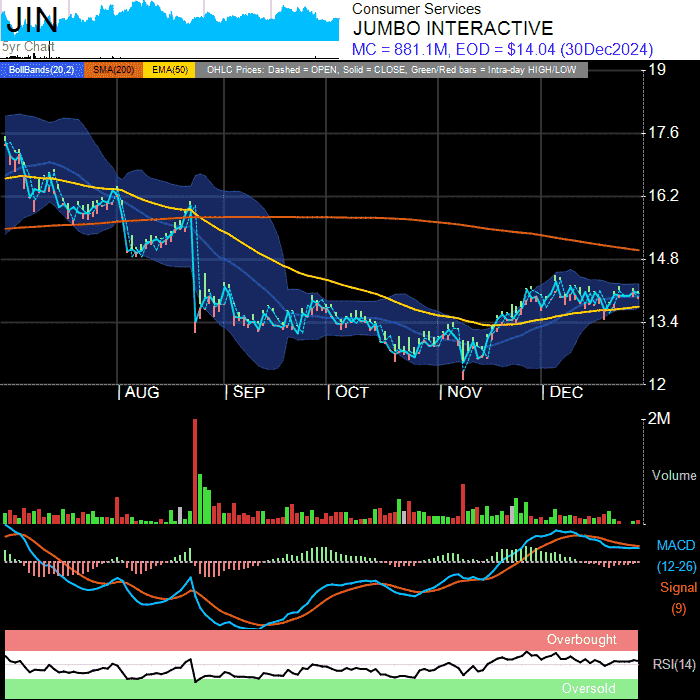 JIN
5yr Chart
Consumer Services
JUMBO INTERACTIVE
MC = 881.1M, EOD = $14.04 (30Dec2024)
BollBands(20,2) SMA(200) EMA(50) OHLC Prices: Dashed = OPEN, Solid = CLOSE, Green/Red bars = Intra-day HIGH/LOW
19
17.6
16.2
14.8
13.4
12
AUG SEP OCT NOV DEC
2M
Volume
MACD
(12-26)
Signal
(9)
Overbought
RSI(14)
Oversold